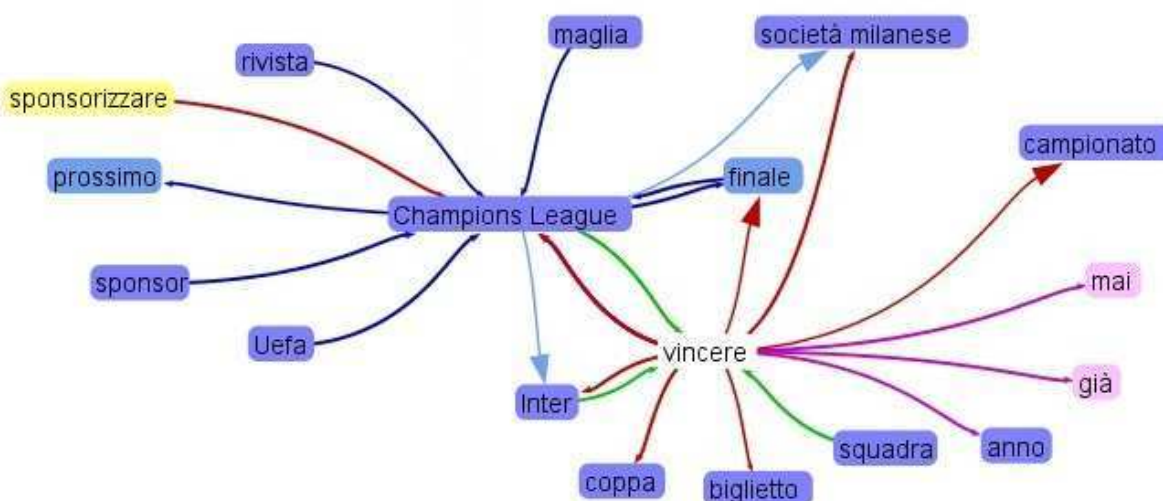 maglia
società milanese
rivista
sponsorizzare
campionato
prossimo
finale
Champions League
sponsor
mai
Uefa
vincere
già
Inter
squadra
anno
coppa
biglietto